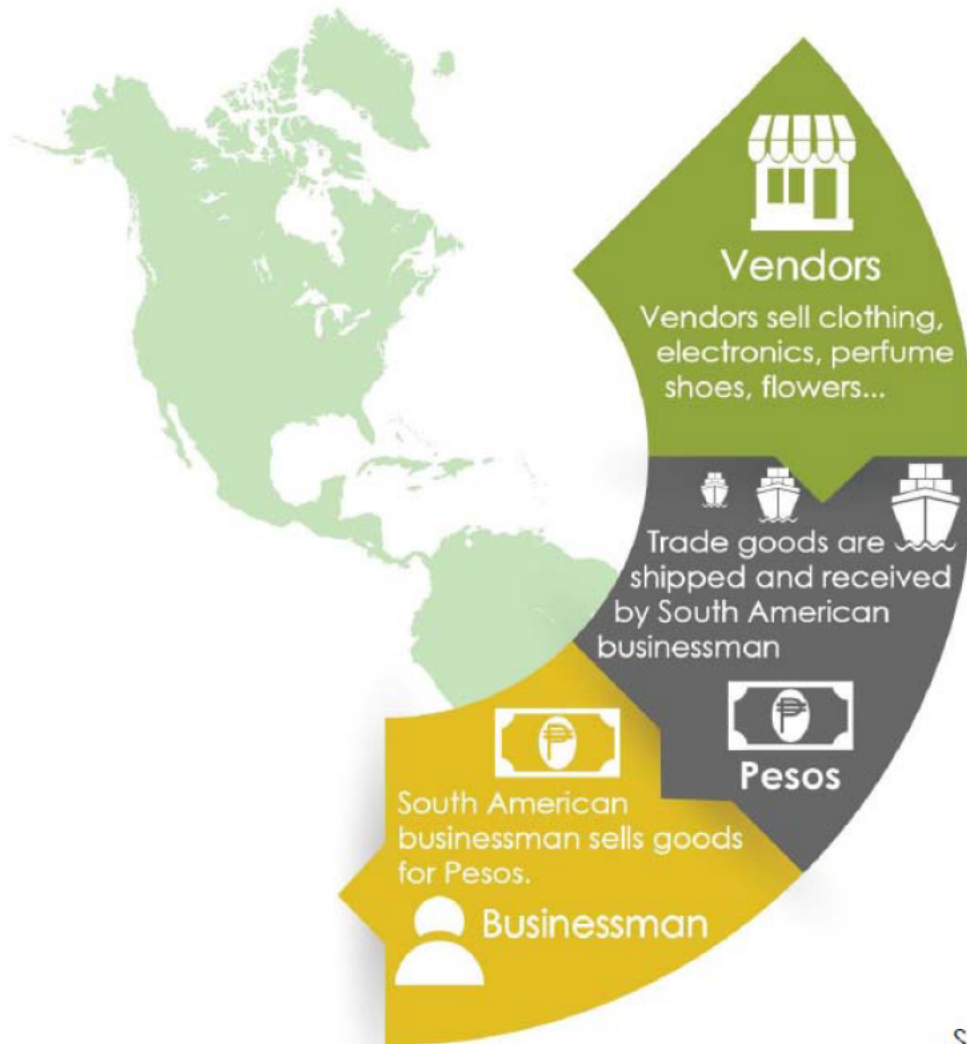 Vendors
Vendors sell clothing,
electronics, perfume
shoes, flowers...
Trade goods are
shipped and received
by South American
businessman
Pesos
South American
businessman sells goods
for Pesos.
Businessman